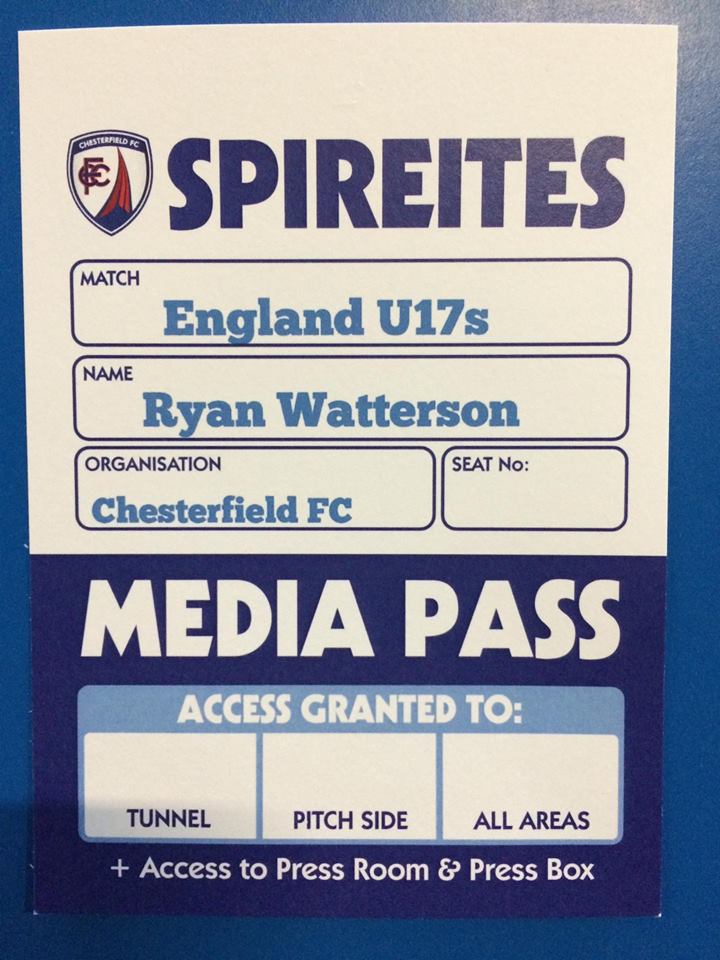 CHESTERFIELD FC
CFC
SPIREITES
MATCH
England U17s
NAME
Ryan Watterson
ORGANISATION
Chesterfield FC
SEAT No:
MEDIA PASS
ACCESS GRANTED TO:
TUNNEL
PITCH SIDE
ALL AREAS
+ Access to Press Room & Press Box